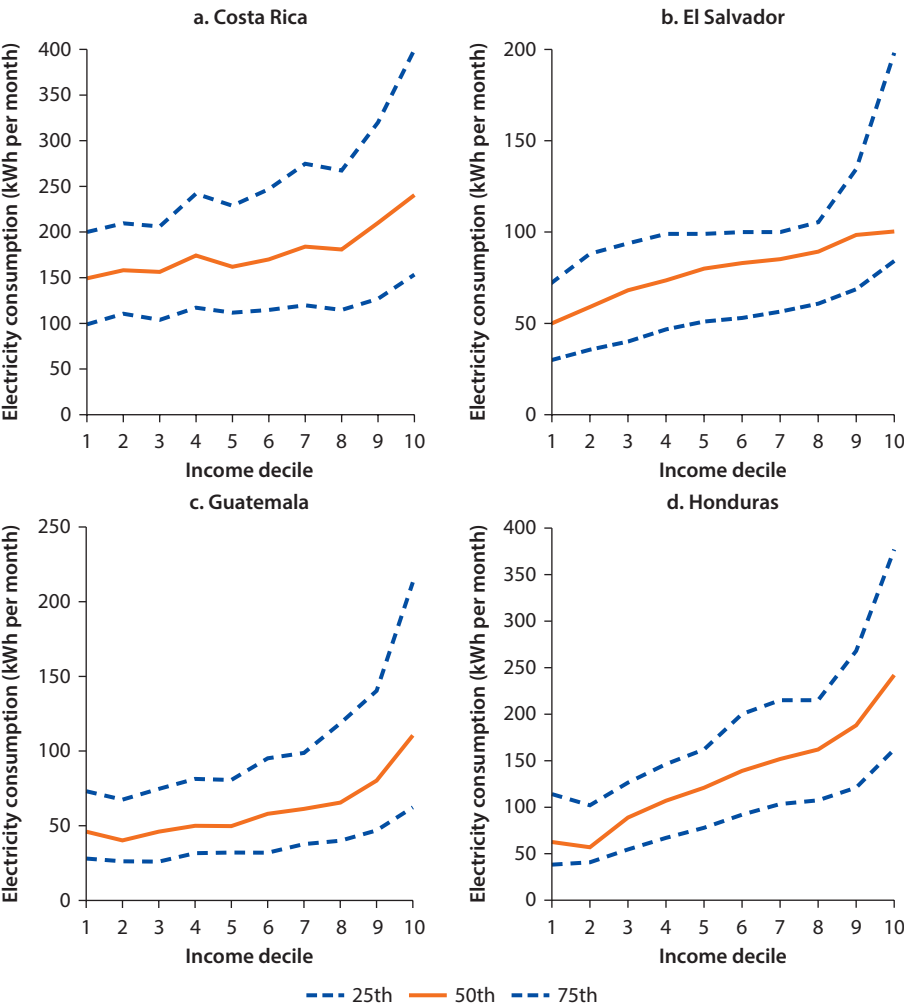 a. Costa Rica
Electricity consumption (kWh per month)
400
350
300
250
200
150
100
50
0
1 2 3 4 5 6 7 8 9 10
Income decile
b. El Salvador
Electricity consumption (kWh per month)
200
150
100
50
0
1 2 3 4 5 6 7 8 9 10
Income decile
c. Guatemala
Electricity consumption (kWh per month)
250
200
150
100
50
0
1 2 3 4 5 6 7 8 9 10
Income decile
d. Honduras
Electricity consumption (kWh per month)
400
350
300
250
200
150
100
50
0
1 2 3 4 5 6 7 8 9 10
Income decile
25th 50th 75th